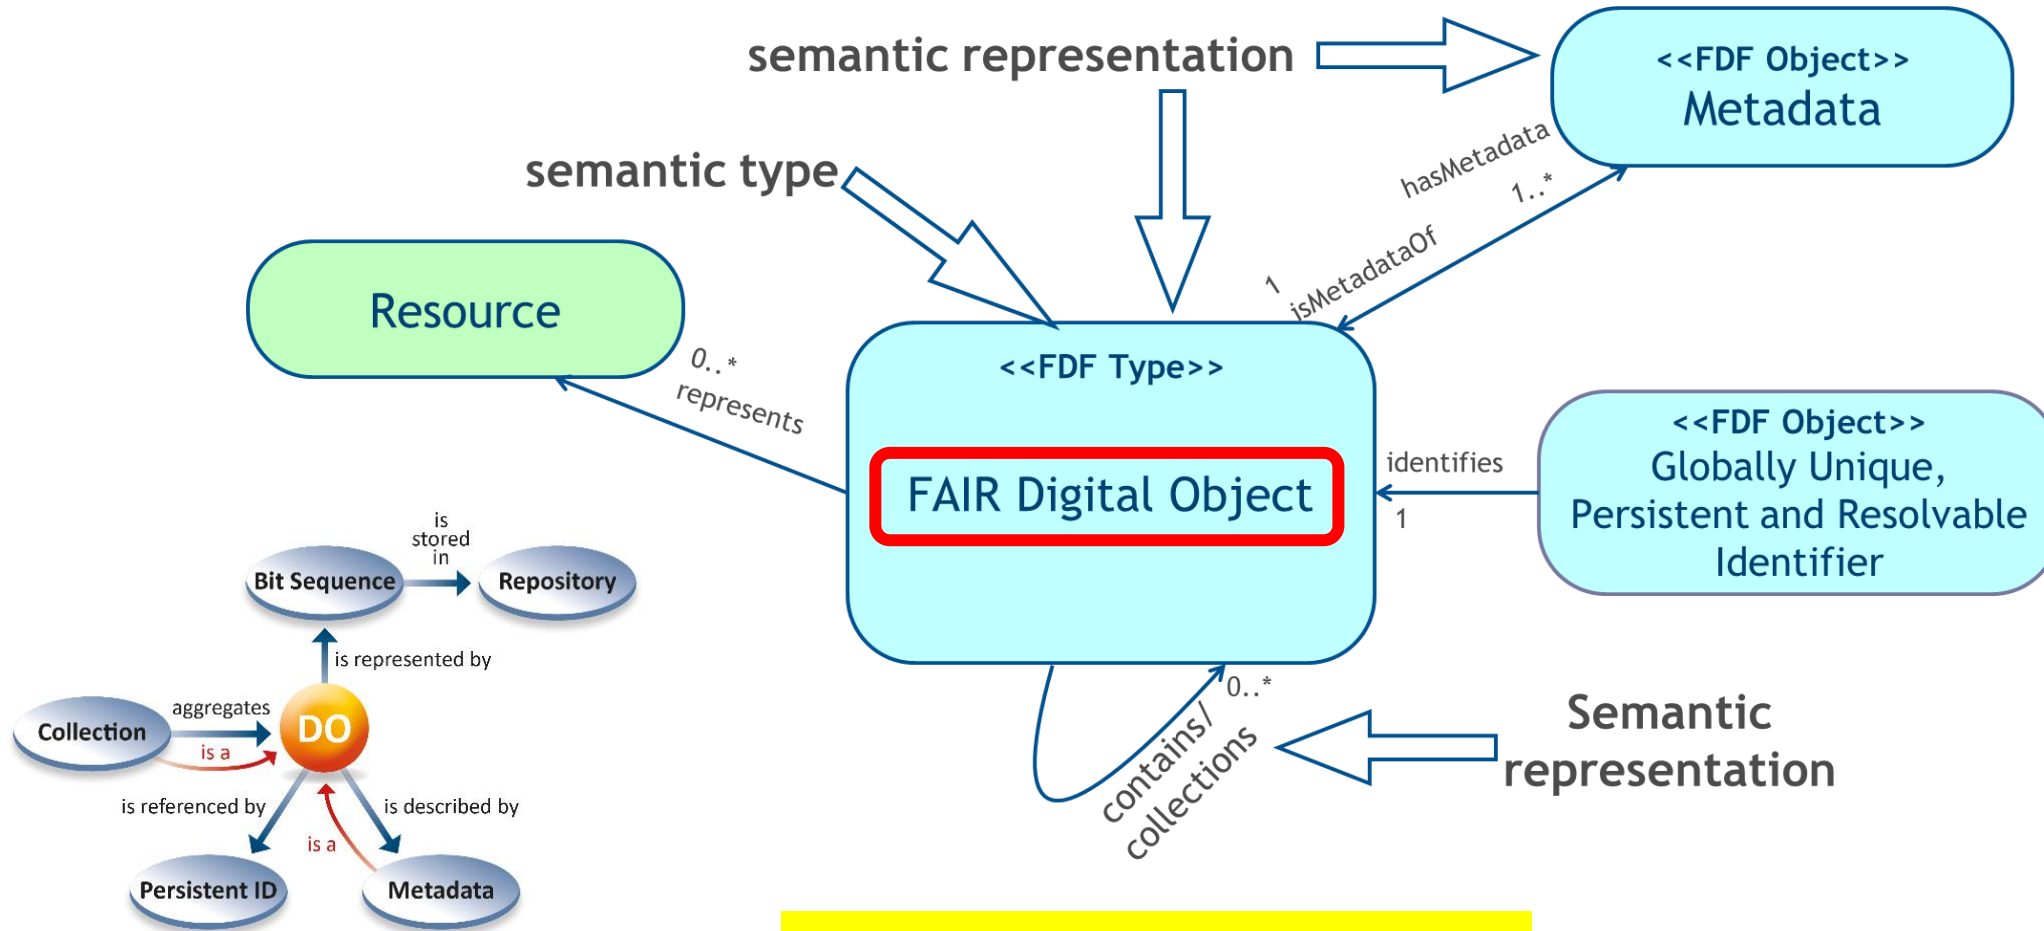 semantic representation
<<FDF Object>>
Metadata
semantic type
hasMetadata
1..*
1
isMetadataOf
Resource
0..*
represents
<<FDF Type>>
FAIR Digital Object
identifies
1
<<FDF Object>>
Globally Unique,
Persistent and Resolvable
Identifier
is
stored
in
Bit Sequence
Repository
is represented by
aggregates
Collection
DO
is a
is referenced by
is described by
is a
Persistent ID
Metadata
0..*
contains/
collections
Semantic
representation